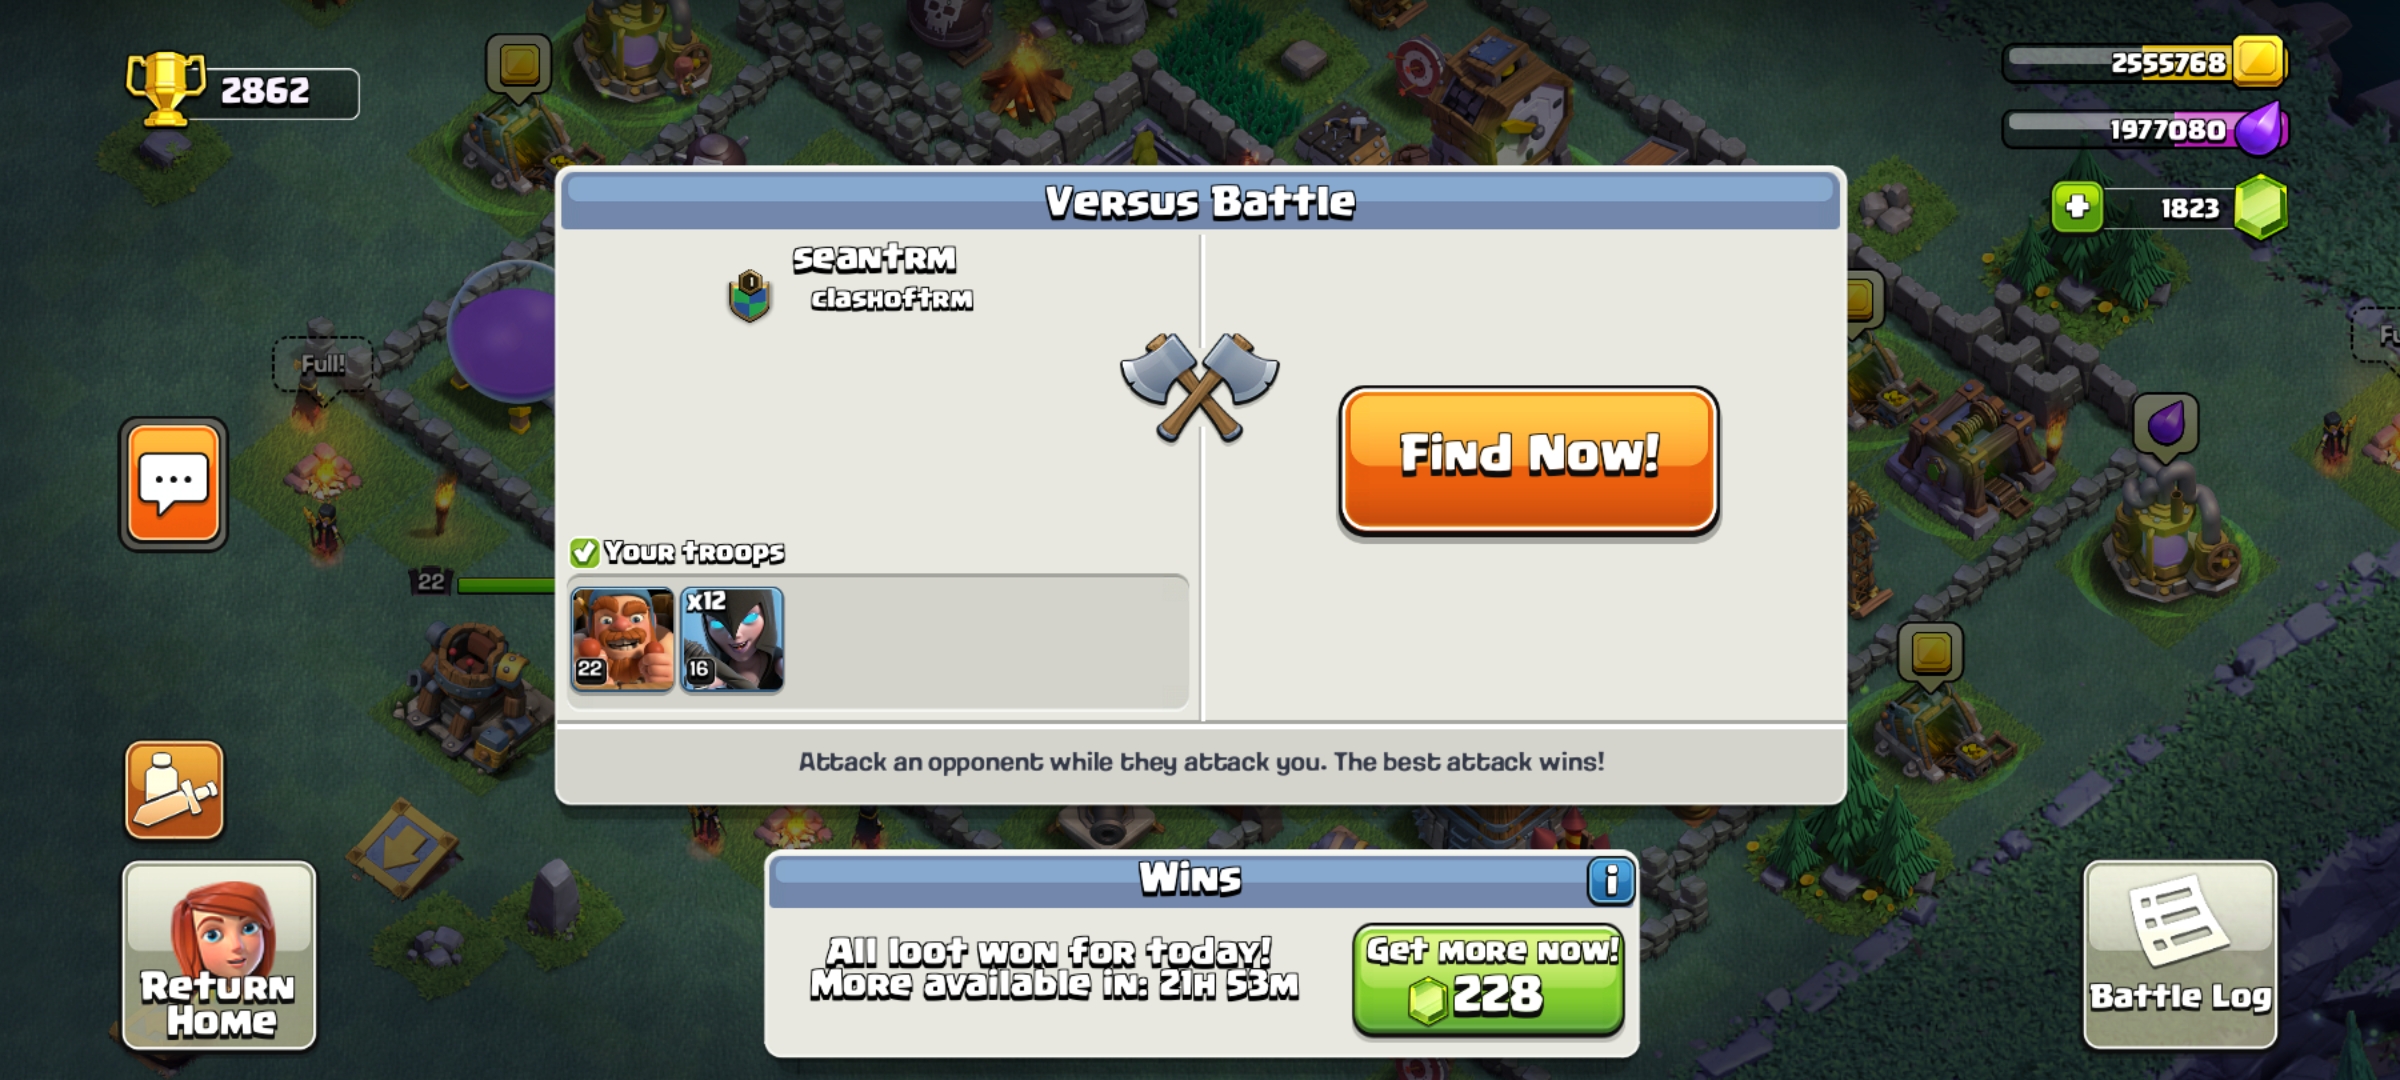 2862
2555768
1977080
1823
Versus Battle
seantrm
clashoftrm
Full!
Find Now!
Your troops
22
x12
22
16
Attack an opponent while they attack you. The best attack wins!
Wins
i
All loot won for today!
More available in: 21H 53M
Get more now!
228
Return
Home
Battle Log